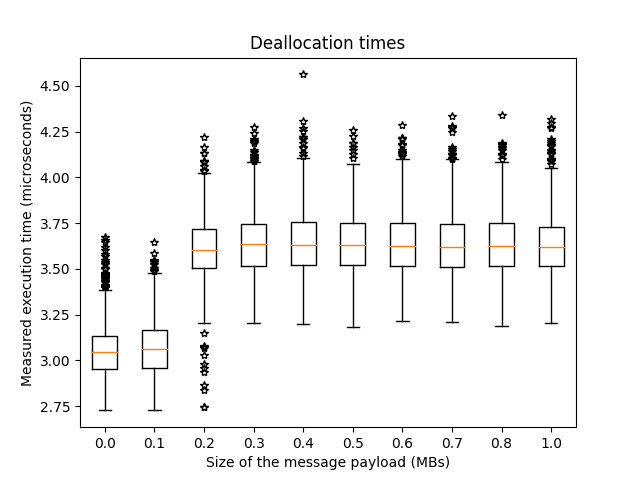 Deallocation times
Measured execution time (microseconds)
4.50
4.25
4.00
3.75
3.50
3.25
3.00
2.75
0.0 0.1 0.2 0.3 0.4 0.5 0.6 0.7 0.8 1.0
Size of the message payload (MBs)